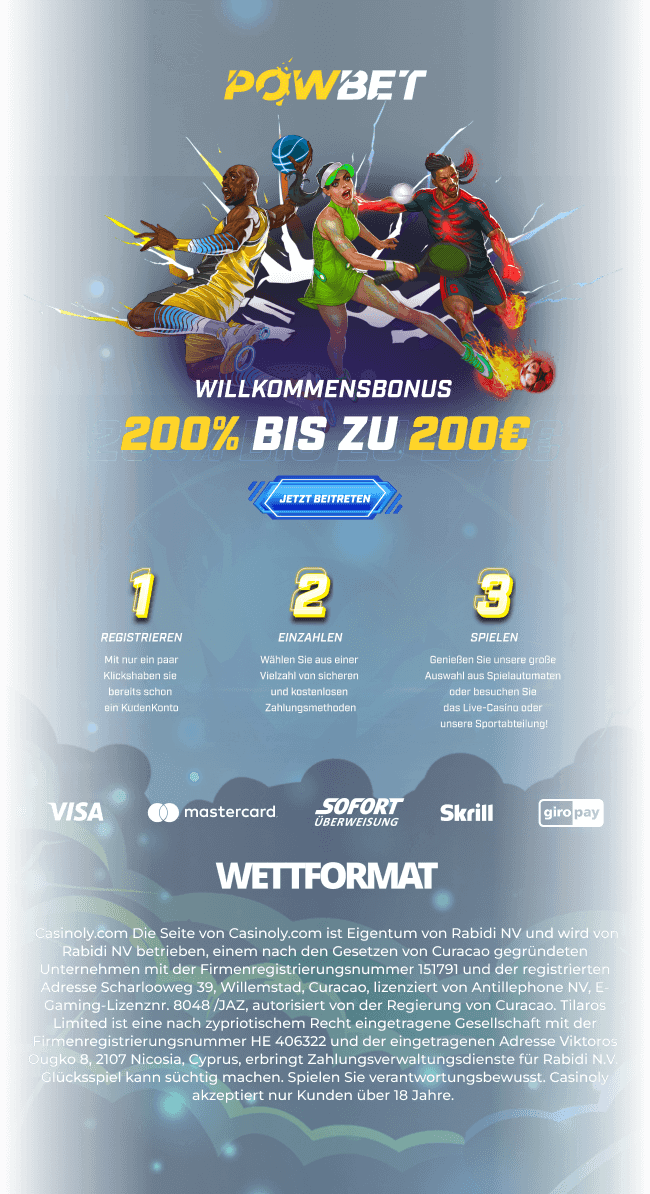 POWBET
WILLKOMMENSBONUS
200% BIS ZU 200€
JETZT BEITRETEN
1
REGISTRIEREN
Mit nur ein paar
Klickshaben sie
bereits schon
ein KudenKonto
2
EINZAHLEN
Wählen Sie aus einer
Vielzahl von sicheren
und kostenlosen
Zahlungsmethoden
3
SPIELEN
Genießen Sie unsere große
Auswahl aus Spielautomaten
oder besuchen Sie
das Live-Casino oder
unsere Sportabteilung!
VISA
mastercard
SOFORT
ÜBERWEISUNG
Skrill
giropay
WETTFORMAT
Casinoly.com Die Seite von Casinoly.com ist Eigentum von Rabidi NV und wird von
Rabidi NV betrieben, einem nach den Gesetzen von Curacao gegründeten
Unternehmen mit der Firmenregistrierungsnummer 151791 und der registrierten
Adresse Scharlooweg 39, Willemstad, Curacao, lizenziert von Antillephone NV, E-
Gaming-Lizenznr. 8048 /JAZ, autorisiert von der Regierung von Curacao. Tilaros
Limited ist eine nach zypriotischem Recht eingetragene Gesellschaft mit der
Firmenregistrierungsnummer HE 406322 und der eingetragenen Adresse Viktoros
Ougko 8, 2107 Nicosia, Cyprus, erbringt Zahlungsverwaltungsdienste für Rabidi N.V.
Glücksspiel kann süchtig machen. Spielen Sie verantwortungsbewusst. Casinoly
akzeptiert nur Kunden über 18 Jahre.